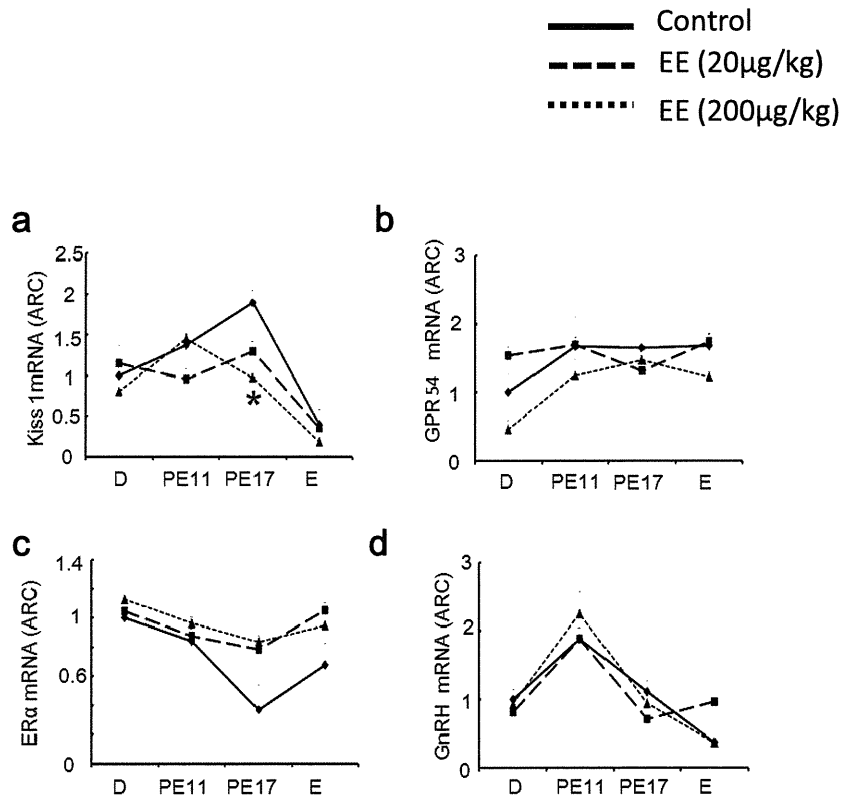 Control
EE (20µg/kg)
EE (200µg/kg)
a
Kiss 1mRNA (ARC)
2.5
2
1.5
1
0.5
0
*
D PE11 PE17 E
b
GPR54 mRNA (ARC)
3
2
1
0
D PE11 PE17 E
c
ERα mRNA (ARC)
1.4
1
0.6
0
D PE11 PE17 E
d
GnRH mRNA (ARC)
3
2
1
0
D PE11 PE17 E